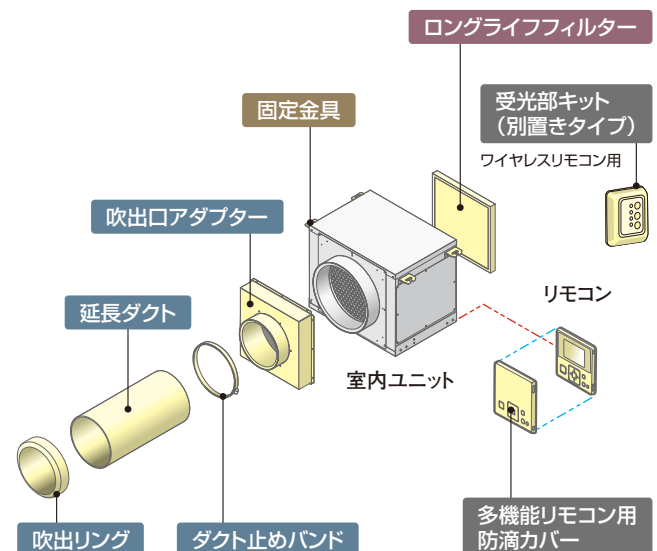 ロングライフフィルター
固定金具
受光部キット
（別置きタイプ）
ワイヤレスリモコン用
吹出口アダプター
リモコン
延長ダクト
室内ユニット
吹出リング
ダクト止めバンド
多機能リモコン用
防滴カバー